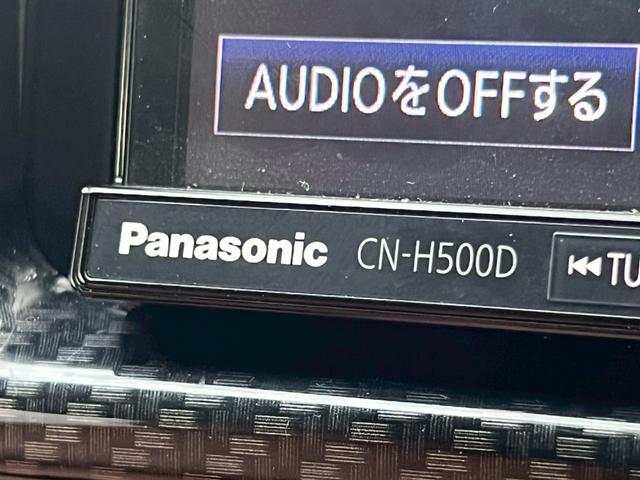 AUDIOをOFFする
Panasonic CN-H500D ⏮TU